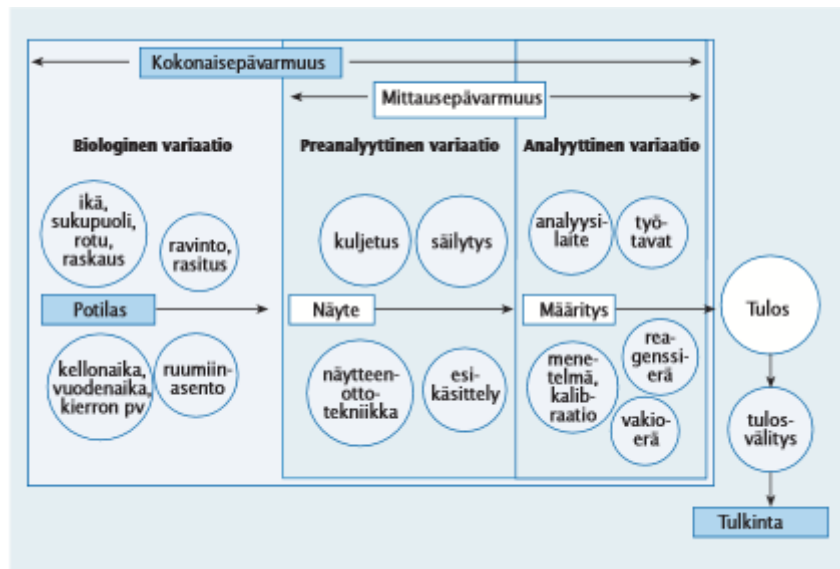 Kokonaisepävarmuus
Mittausepävarmuus
Biologinen variaatio
Preanalyyttinen variaatio
Analyyttinen variaatio
ikä,
sukupuoli,
rotu,
raskaus
ravinto,
rasitus
kuljetus
säilytys
analyysi-
laite
työ-
tavat
Potilas
Näyte
Määritys
Tulos
kellonaika,
vuodenaika,
kierron pv
ruumiin-
asento
näytteen-
otto-
tekniikka
esi-
käsittely
mene-
telmä,
kalib-
raatio
rea-
genssi-
erä
vakio-
erä
tulos-
välitys
Tulkinta